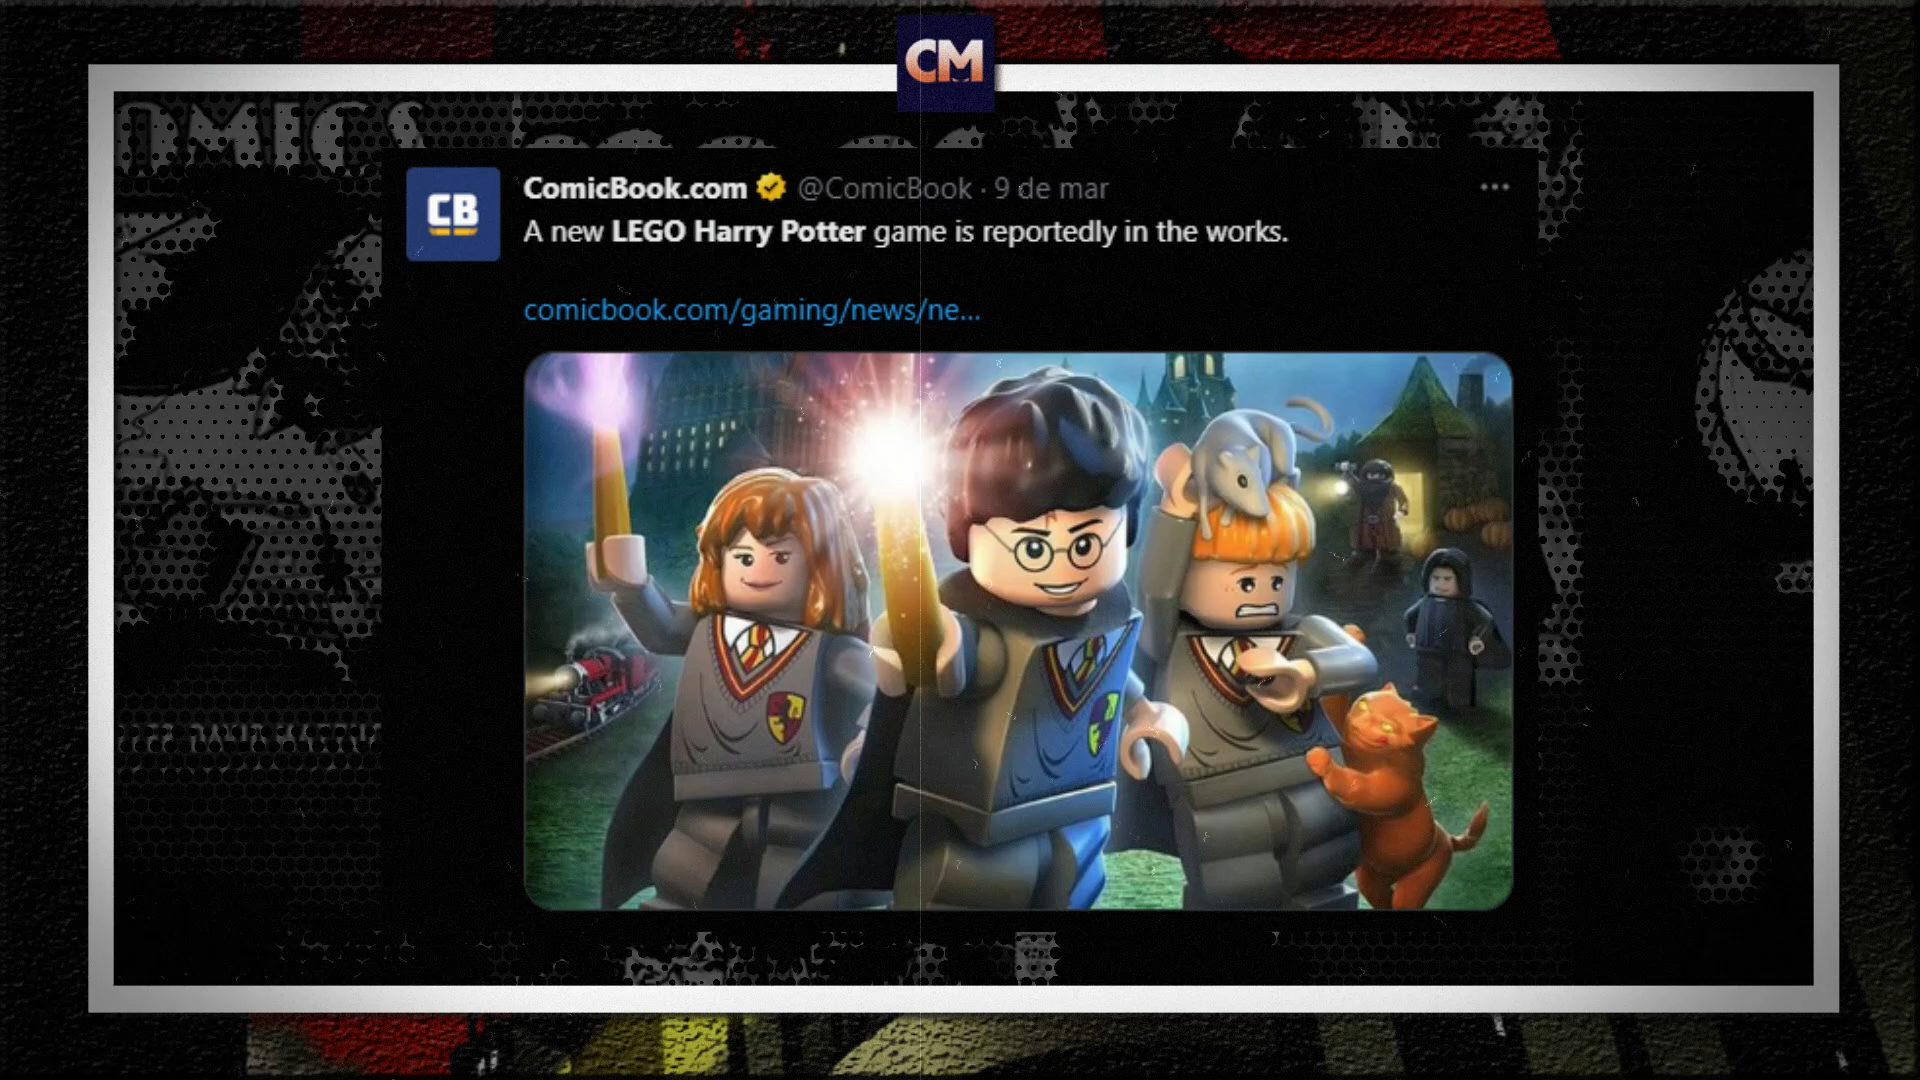 CM
OMICS
CB
ComicBook.com @ComicBook · 9 de mar
A new LEGO Harry Potter game is reportedly in the works.
comicbook.com/gaming/news/ne...